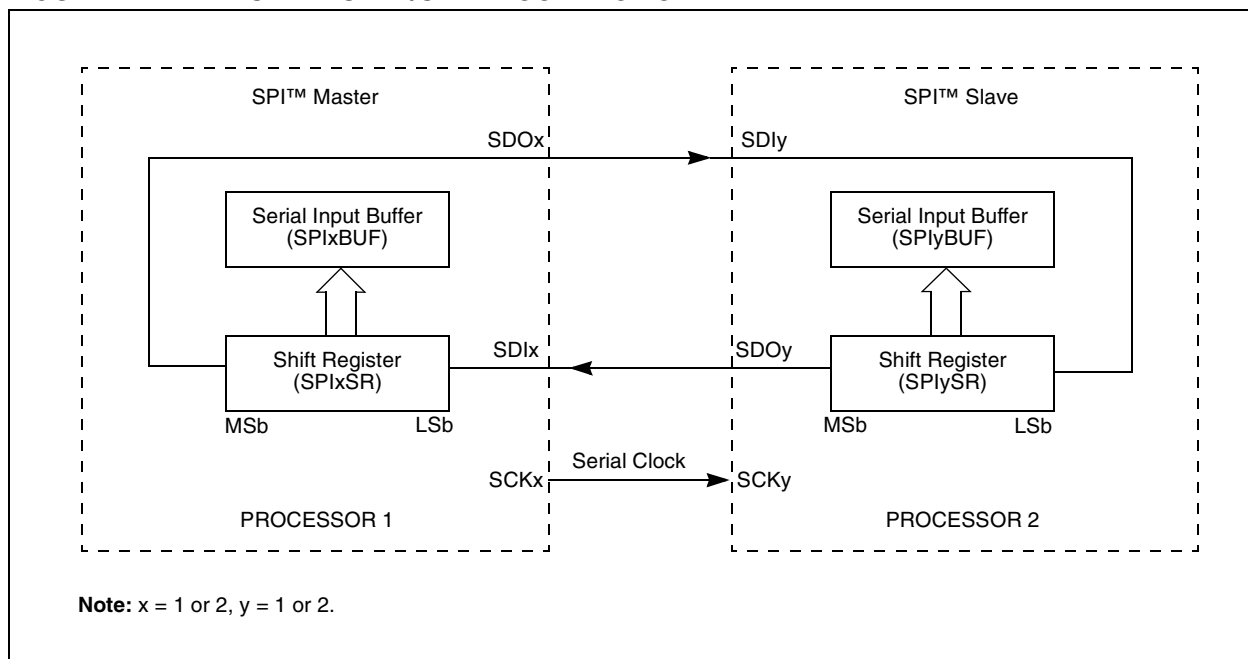 SPI™ Master
SPI™ Slave
SDOx
SDIy
Serial Input Buffer
(SPIxBUF)
Serial Input Buffer
(SPIyBUF)
Shift Register
(SPIxSR)
SDIx
SDOy
Shift Register
(SPIySR)
MSb
LSb
MSb
LSb
Serial Clock
SCKx
SCKy
PROCESSOR 1
PROCESSOR 2
Note: x = 1 or 2, y = 1 or 2.